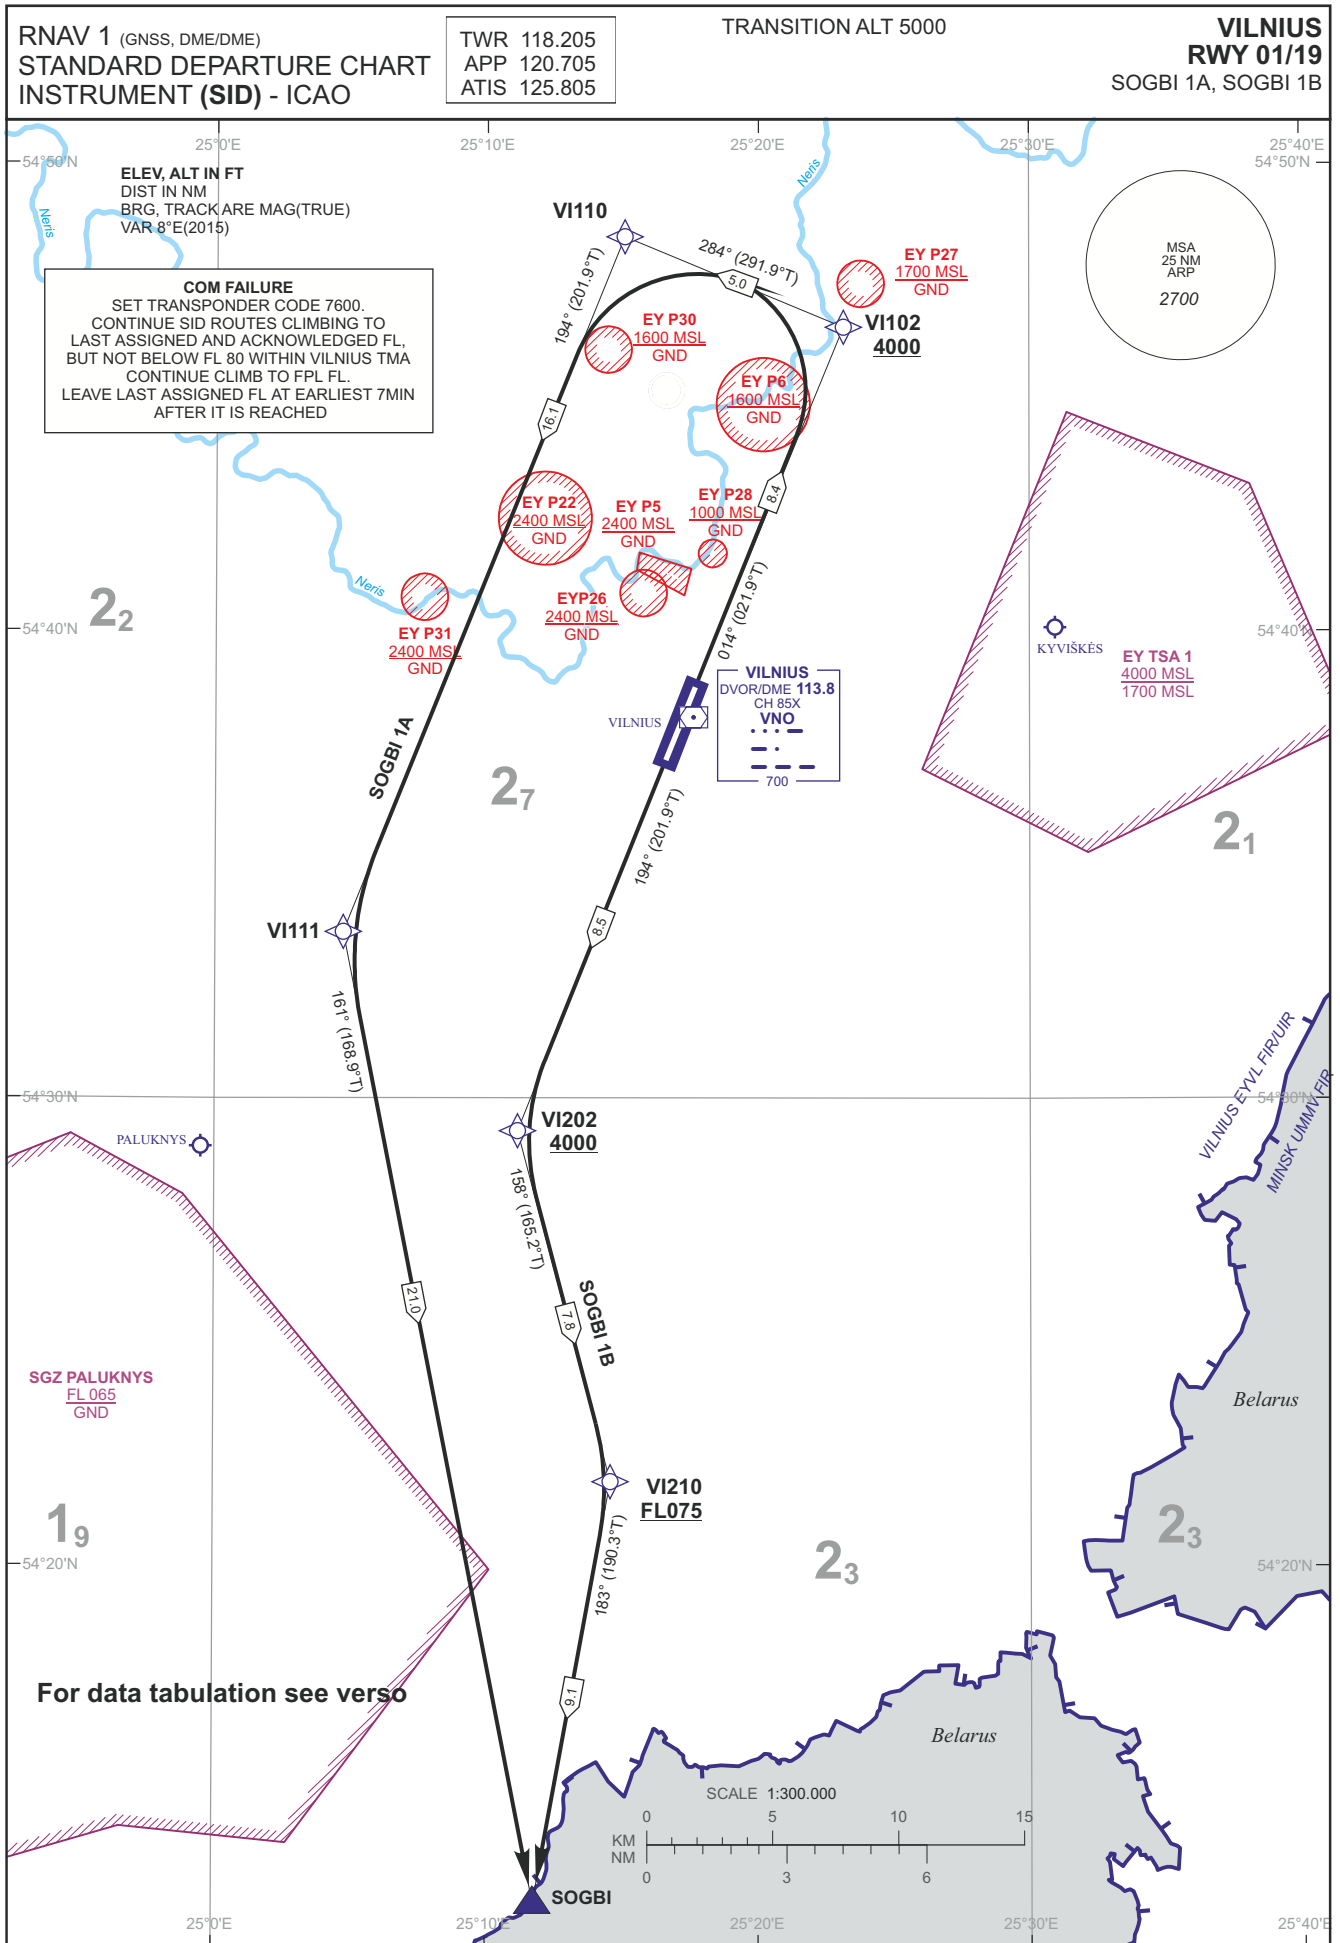 RNAV 1 (GNSS, DME/DME)
STANDARD DEPARTURE CHART
INSTRUMENT (SID) - ICAO
TWR 118.205
APP 120.705
ATIS 125.805
TRANSITION ALT 5000
VILNIUS
RWY 01/19
SOGBI 1A, SOGBI 1B
25°0'E
25°10'E
25°20'E
25°30'E
25°40'E
54°50'N
54°50'N
ELEV, ALT IN FT
DIST IN NM
BRG, TRACK ARE MAG(TRUE)
VAR 8°E(2015)
Neris
Neris
COM FAILURE
SET TRANSPONDER CODE 7600.
CONTINUE SID ROUTES CLIMBING TO
LAST ASSIGNED AND ACKNOWLEDGED FL,
BUT NOT BELOW FL 80 WITHIN VILNIUS TMA
CONTINUE CLIMB TO FPL FL.
LEAVE LAST ASSIGNED FL AT EARLIEST 7MIN
AFTER IT IS REACHED
MSA
25 NM
ARP
2700
VI110
284° (291.9°T)
5.0
194° (201.9°T)
EY P27
1700 MSL
GND
VI102
4000
EY P30
1600 MSL
GND
EY P6
1600 MSL
GND
16.1
8.4
EY P22
2400 MSL
GND
EY P5
2400 MSL
GND
EY P28
1000 MSL
GND
Neris
EYP26
2400 MSL
GND
014° (021.9°T)
EY P31
2400 MSL
GND
22
54°40'N
54°40'N
KYVIŠKĖS
EY TSA 1
4000 MSL
1700 MSL
VILNIUS
VILNIUS
DVOR/DME 113.8
CH 85X
VNO
700
SOGBI 1A
27
21
194° (201.9°T)
8.5
VI111
161° (168.9°T)
54°30'N
54°30'N
VILNIUS EYVL FIR/UIR
MINSK UMMV FIR
PALUKNYS
VI202
4000
158° (165.2°T)
21.0
7.8
SOGBI 1B
SGZ PALUKNYS
FL 065
GND
Belarus
VI210
FL075
183° (190.3°T)
19
23
23
54°20'N
54°20'N
For data tabulation see verso
9.1
Belarus
SCALE 1:300.000
0 5 10 15
KM
NM
0 3 6
SOGBI
25°0'E
25°10'E
25°20'E
25°30'E
25°40'E